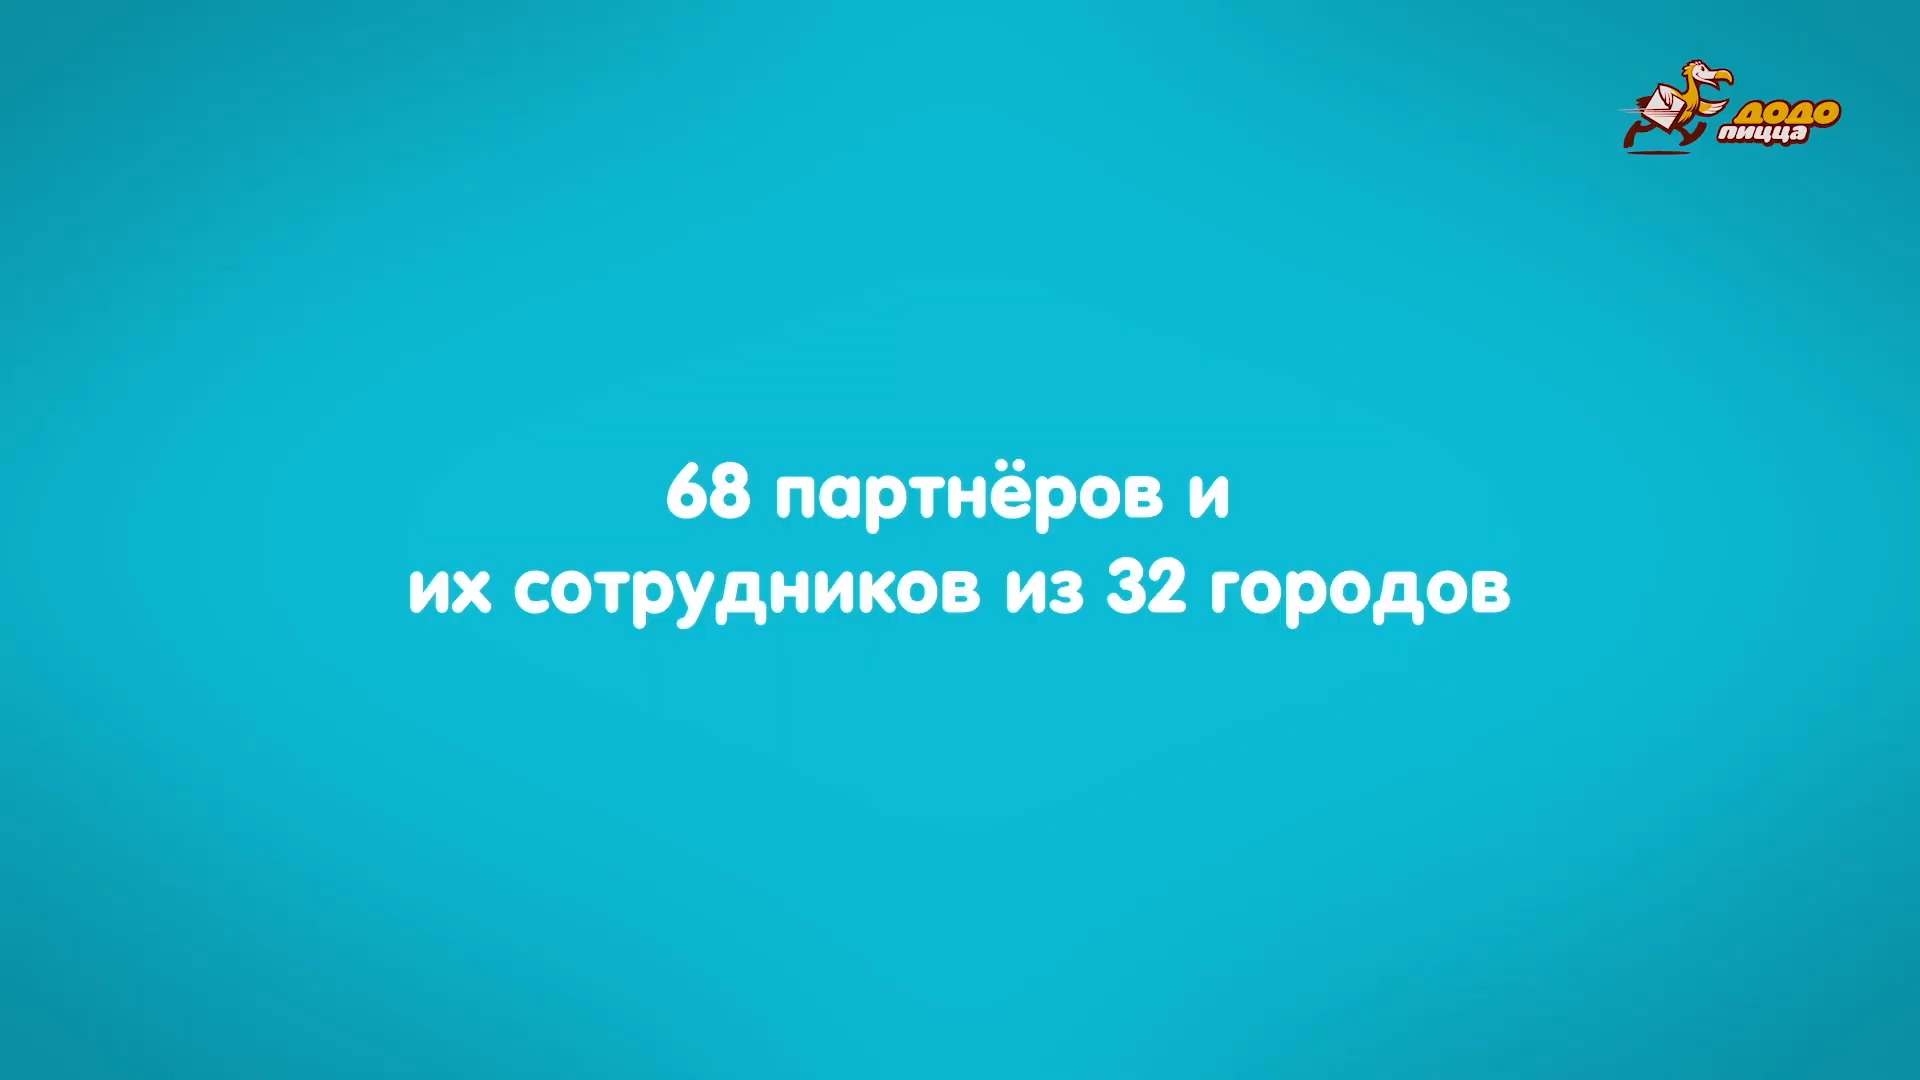 ДОДО
пицца
68 партнёров и
их сотрудников из 32 городов